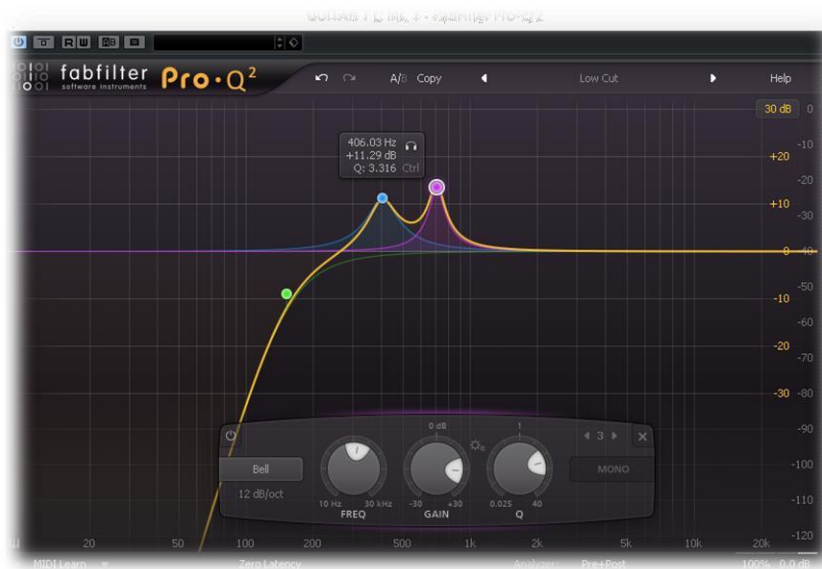 R W
fabfilter Pro·Q²
software instruments
A/B Copy Low Cut Help
30 dB 0
406.03 Hz
+11.29 dB
Q: 3.316 Ctrl
-10
+20
-20
+10
-30
0 -40
-10 -50
-60
-20 -70
-30 -80
-90
-100
-110
-120
0 dB 1 3
Bell MONO
12 dB/oct
10 Hz 30 kHz -30 +30 0.025 40
FREQ GAIN Q
20 50 100 200 500 1k 2k 5k 10k 20k
MIDI Learn Zero Latency Analyzer: Pre+Post 100% 0.0 dB